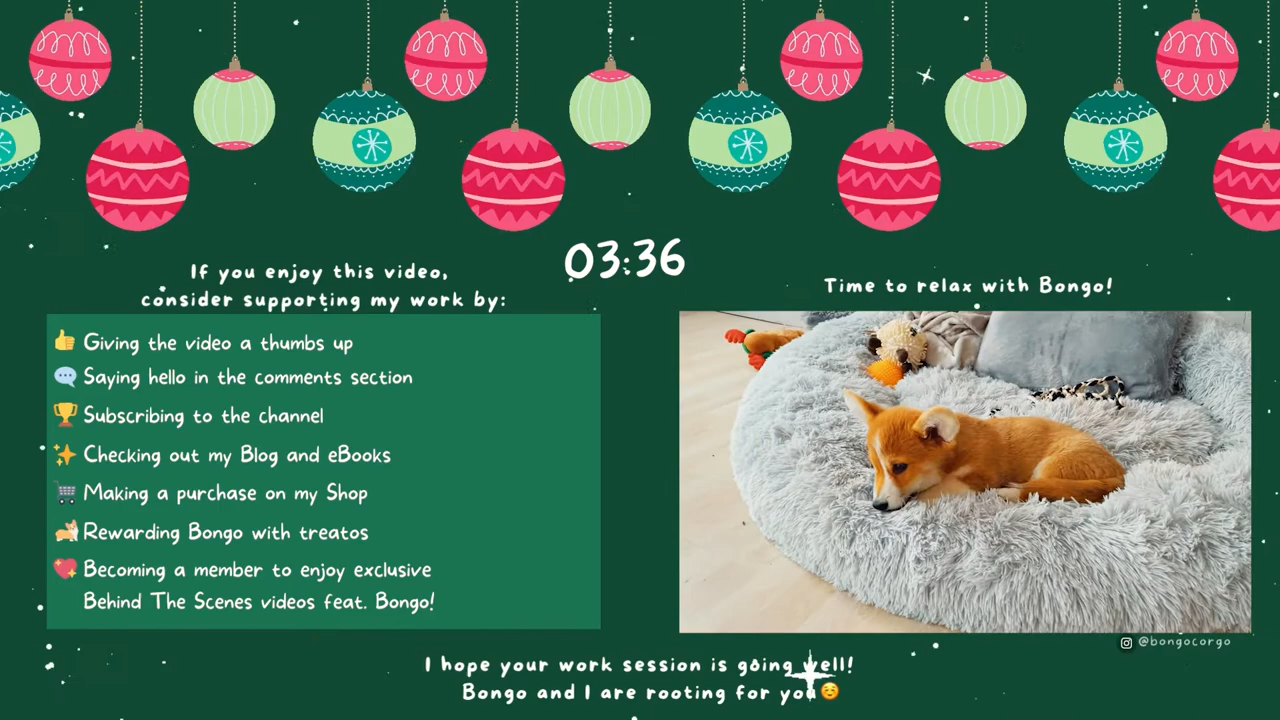 03:36
If you enjoy this video,
consider supporting my work by:
👍 Giving the video a thumbs up
💬 Saying hello in the comments section
🏆 Subscribing to the channel
✨ Checking out my Blog and eBooks
🛒 Making a purchase on my Shop
🐕 Rewarding Bongo with treatos
💖 Becoming a member to enjoy exclusive
Behind The Scenes videos feat. Bongo!
Time to relax with Bongo!
@bongocorgo
I hope your work session is going well!
Bongo and I are rooting for you☺️